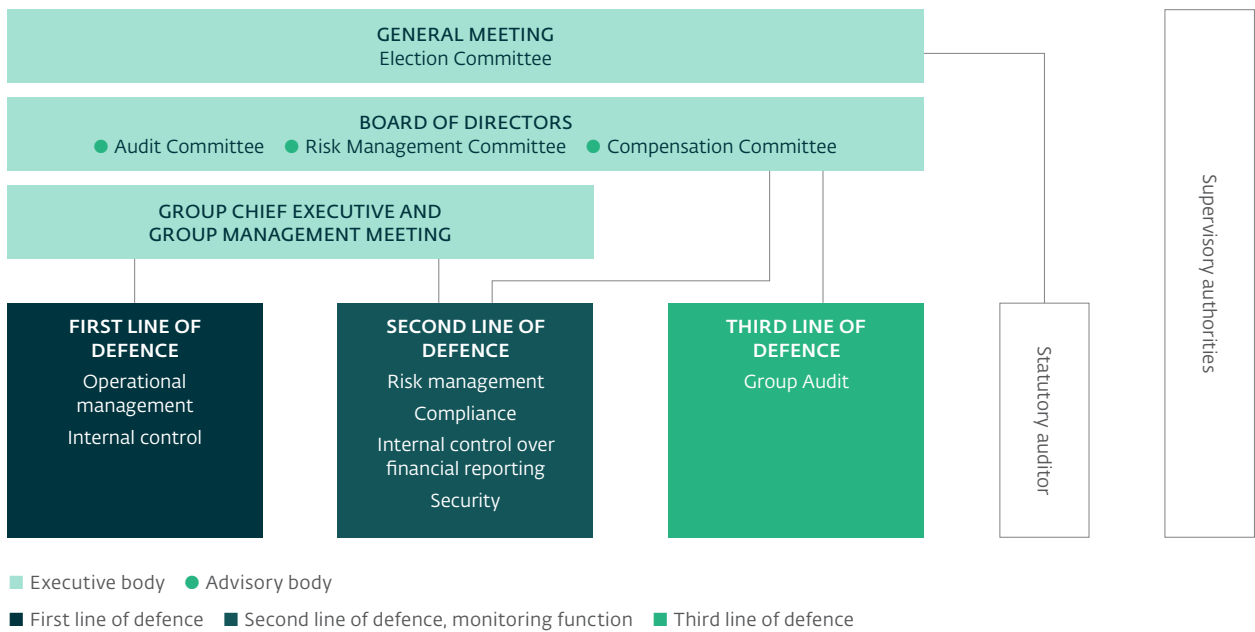 GENERAL MEETING
Election Committee
BOARD OF DIRECTORS
Audit Committee Risk Management Committee Compensation Committee
GROUP CHIEF EXECUTIVE AND
GROUP MANAGEMENT MEETING
FIRST LINE OF
DEFENCE
Operational
management
Internal control
SECOND LINE OF
DEFENCE
Risk management
Compliance
Internal control over
financial reporting
Security
THIRD LINE OF
DEFENCE
Group Audit
Statutory auditor
Supervisory authorities
Executive body Advisory body
First line of defence Second line of defence, monitoring function Third line of defence